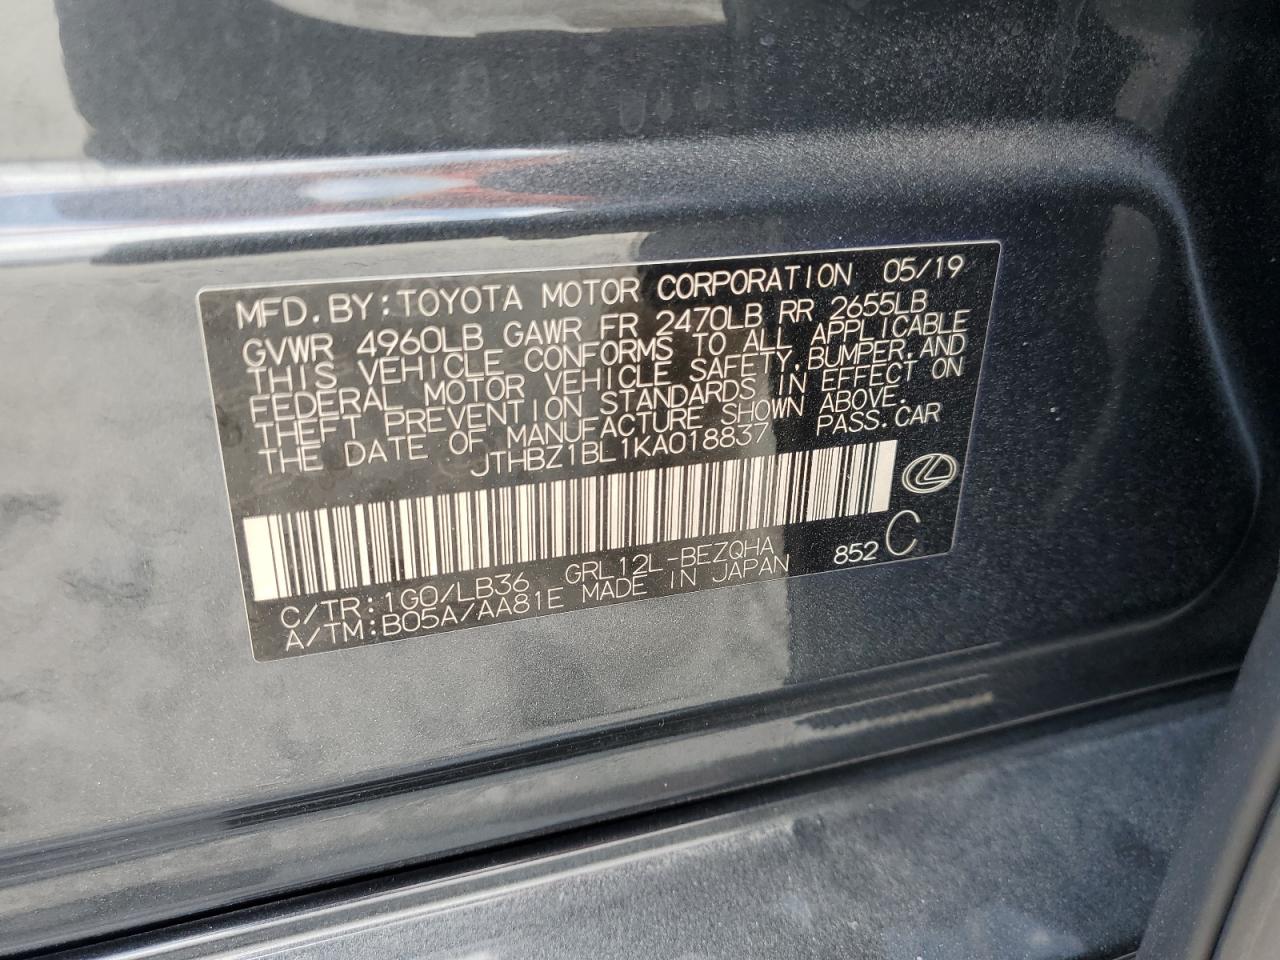 MFD. BY: TOYOTA MOTOR CORPORATION 05/19
GVWR 4960LB GAWR FR 2470LB RR 2655LB
THIS VEHICLE CONFORMS TO ALL APPLICABLE
FEDERAL MOTOR VEHICLE SAFETY, BUMPER, AND
THEFT PREVENTION STANDARDS IN EFFECT ON
THE DATE OF MANUFACTURE SHOWN ABOVE.
JTHBZ1BL1KA018837 PASS. CAR
C/TR: 1G0/LB36 GRL12L-BEZQHA 852 C
A/TM: B05A/AA81E MADE IN JAPAN